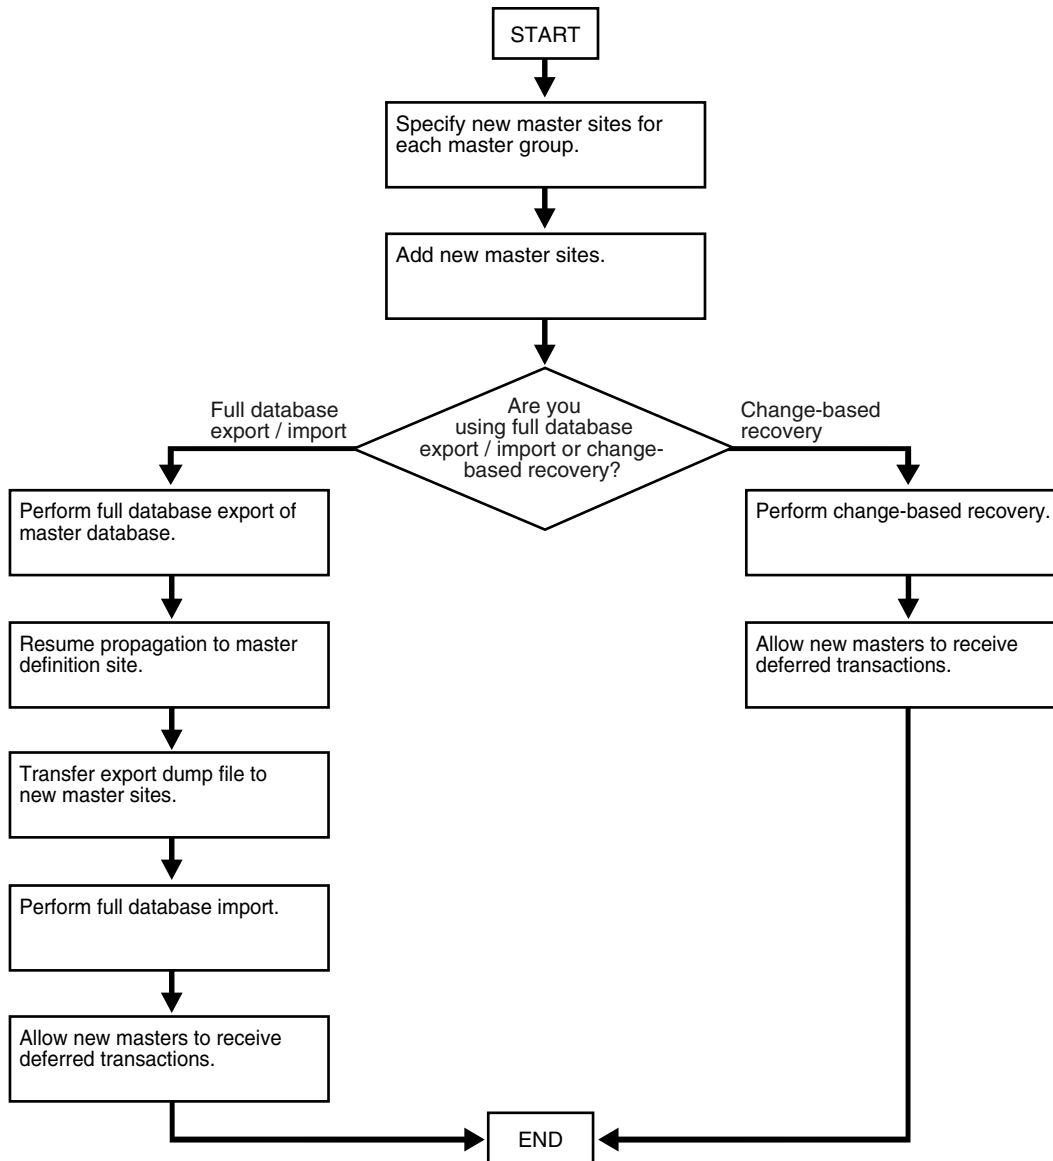 START
Specify new master sites for
each master group.
Add new master sites.
Are you
using full database
export / import or change-
based recovery?
Full database
export / import
Change-based
recovery
Perform full database export of
master database.
Resume propagation to master
definition site.
Transfer export dump file to
new master sites.
Perform full database import.
Allow new masters to receive
deferred transactions.
Perform change-based recovery.
Allow new masters to receive
deferred transactions.
END